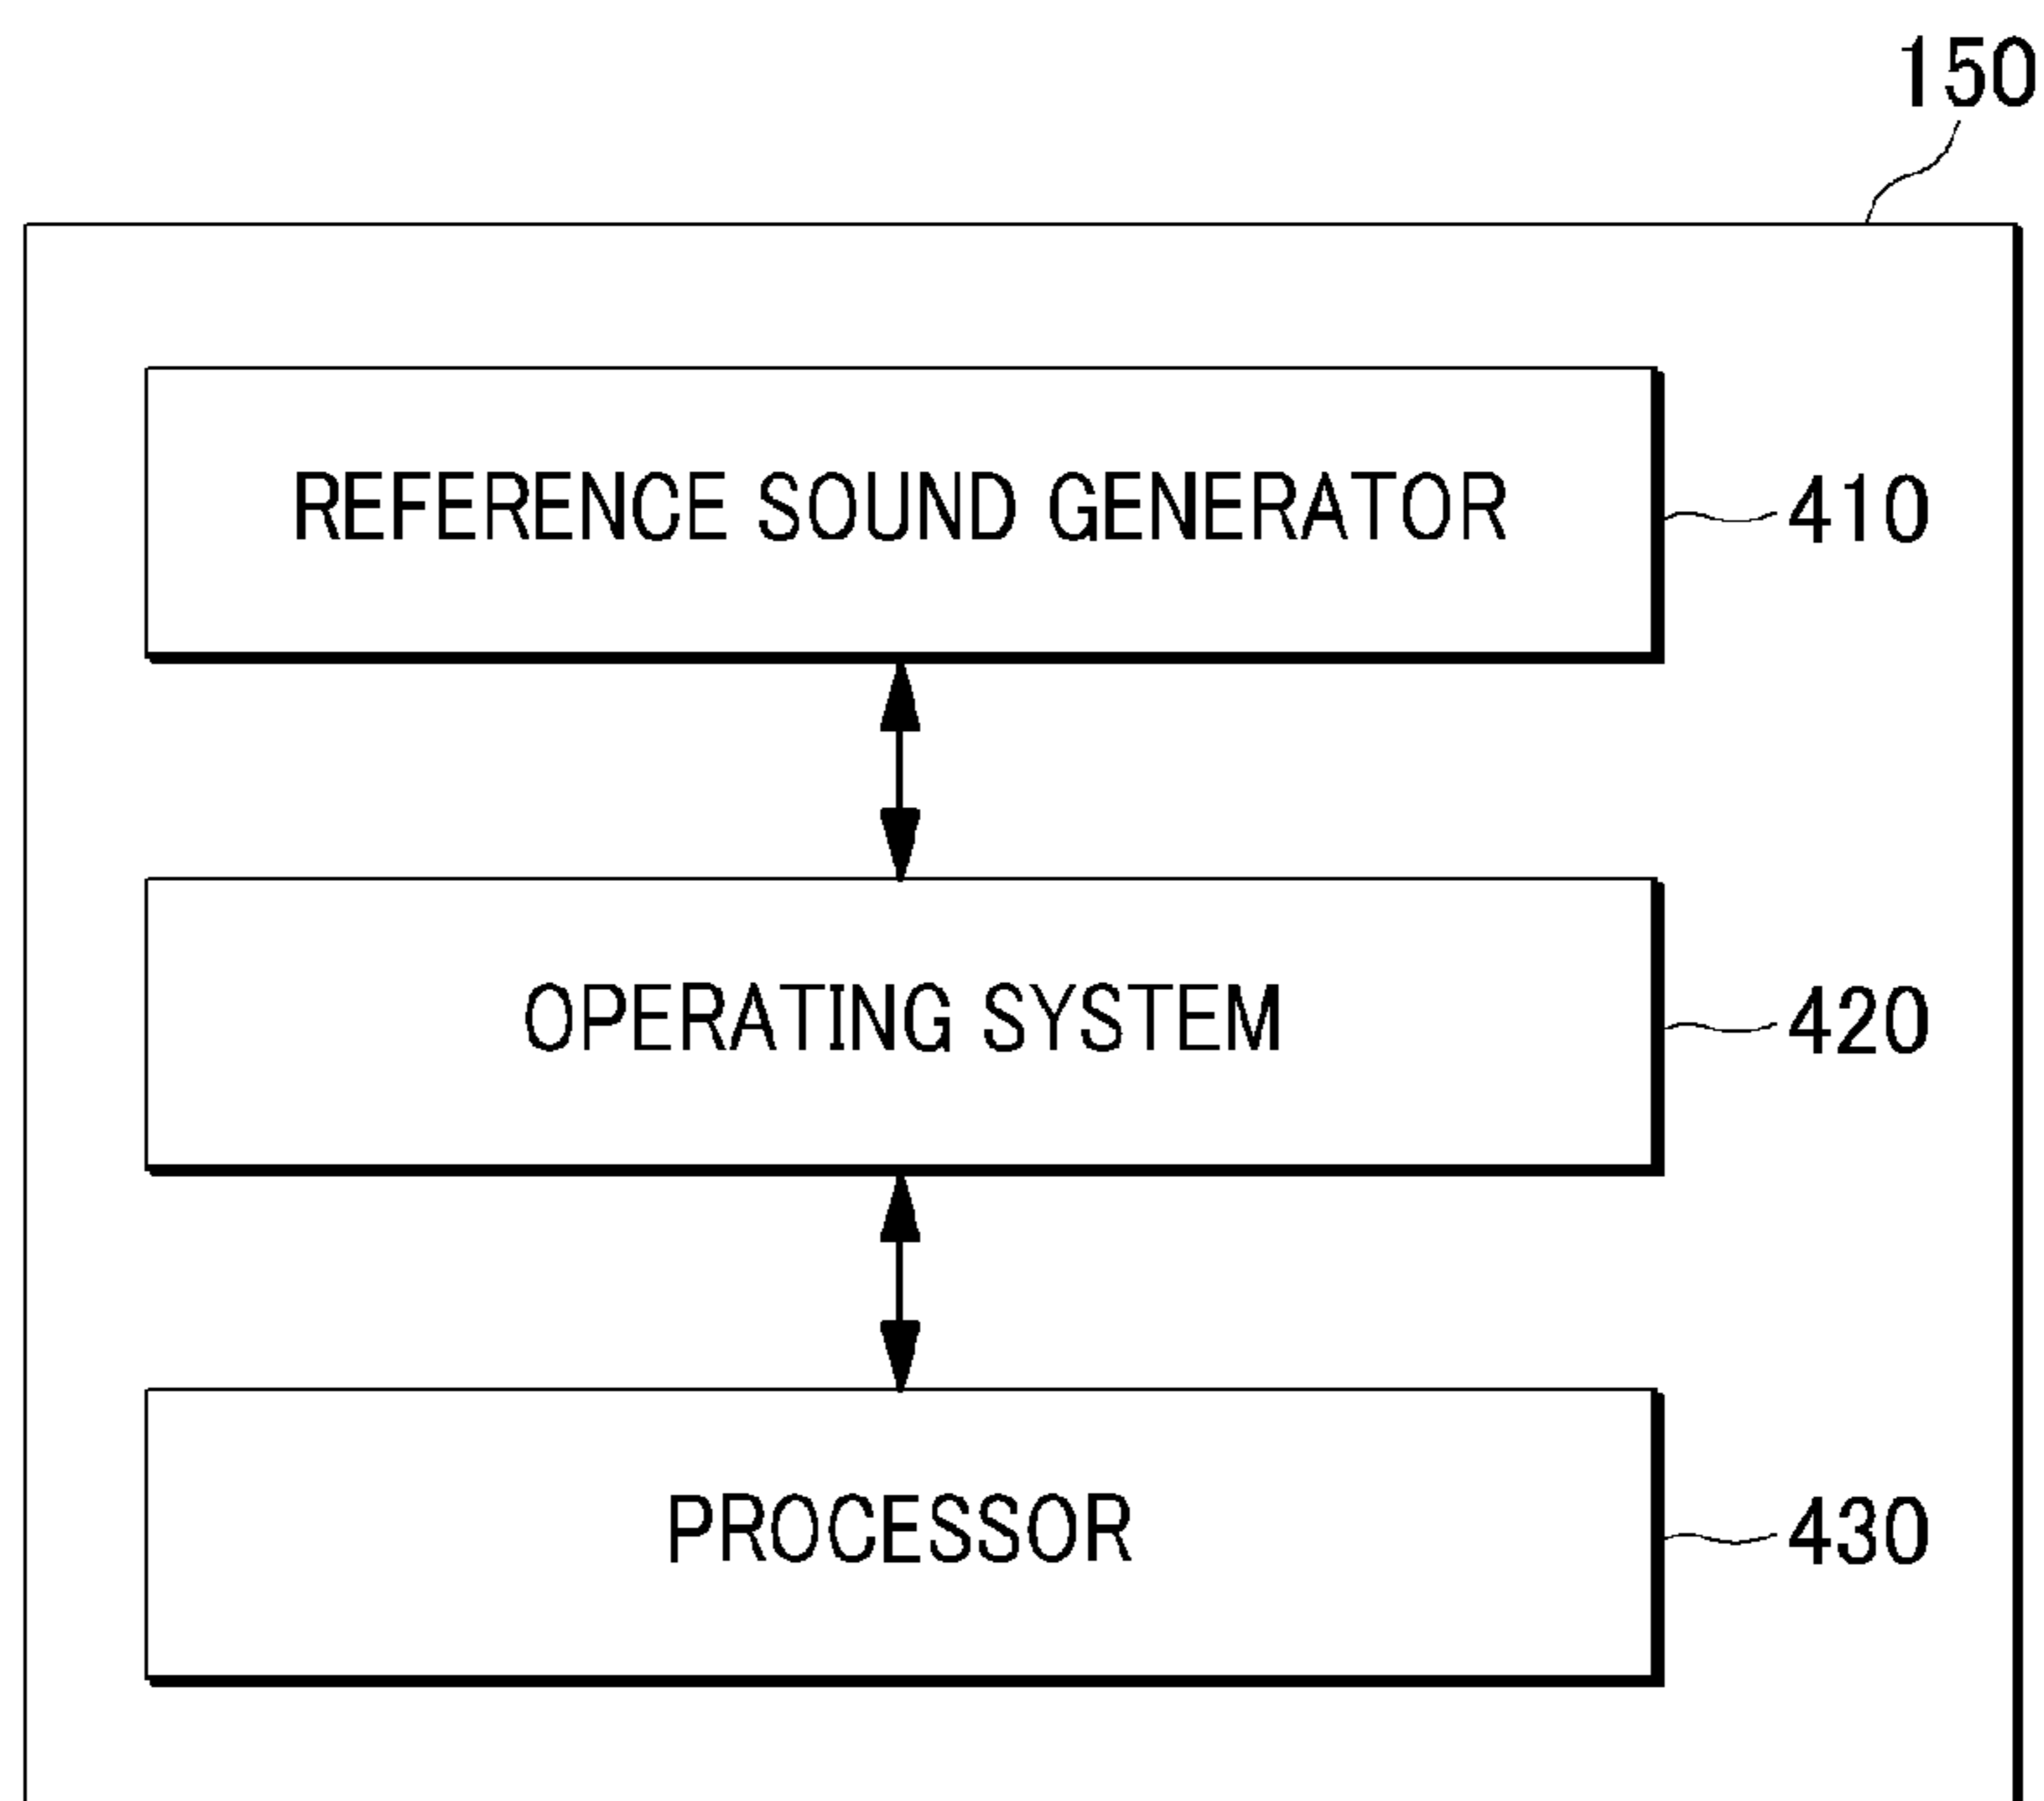 150
REFERENCE SOUND GENERATOR 410
OPERATING SYSTEM 420
PROCESSOR 430